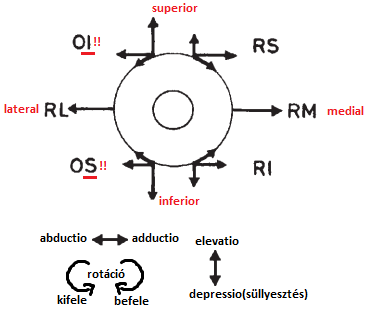 superior
OI!!
RS
lateral RL
RM medial
OS!!
RI
inferior
abductio adductio
elevatio
rotáció
kifele befele
depressio(süllyesztés)